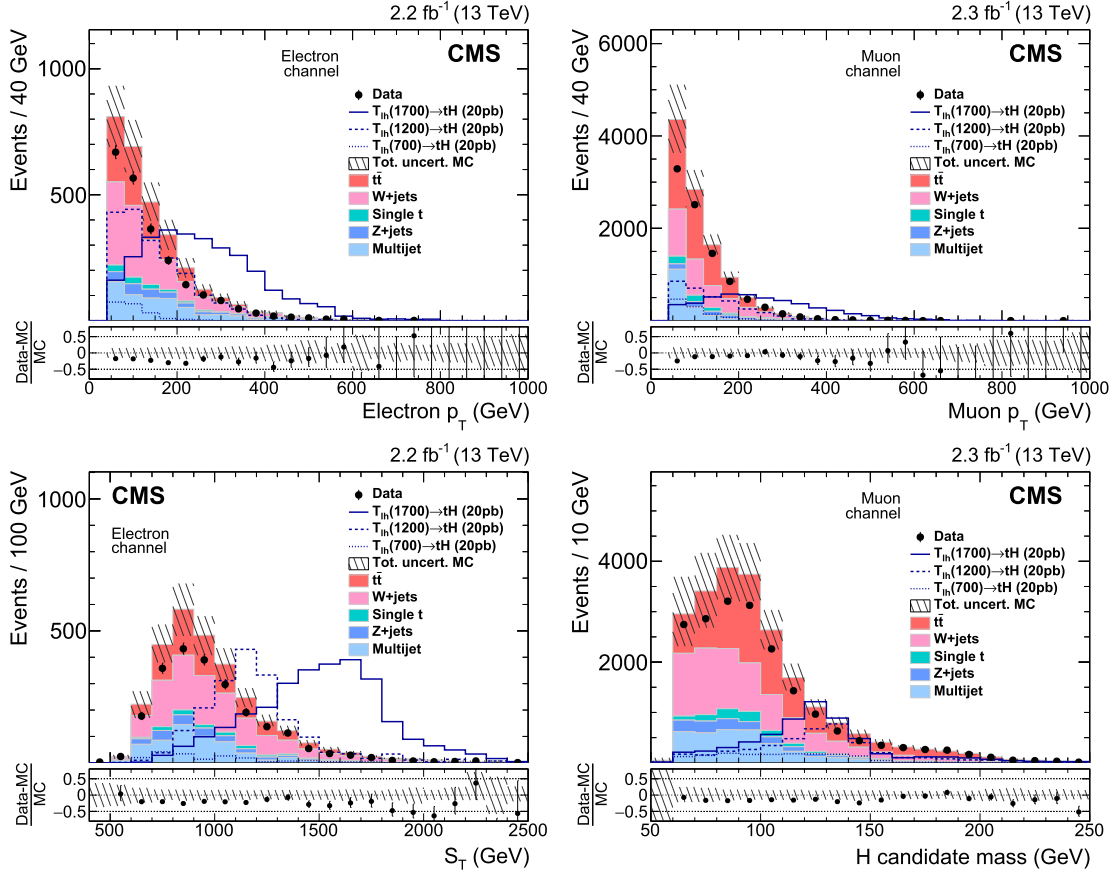 2.2 fb-1 (13 TeV)
Events / 40 GeV
1000
500
Electron
channel
CMS
Data
Tlh(1700)→tH (20pb)
Tlh(1200)→tH (20pb)
Tlh(700)→tH (20pb)
Tot. uncert. MC
tt̄
W+jets
Single t
Z+jets
Multijet
Data-MC
MC
0.5
0
−0.5
0 200 400 600 800 1000
Electron pT (GeV)
2.3 fb-1 (13 TeV)
Events / 40 GeV
6000
4000
2000
Muon
channel
CMS
Data
Tlh(1700)→tH (20pb)
Tlh(1200)→tH (20pb)
Tlh(700)→tH (20pb)
Tot. uncert. MC
tt̄
W+jets
Single t
Z+jets
Multijet
Data-MC
MC
0.5
0
−0.5
0 200 400 600 800 1000
Muon pT (GeV)
2.2 fb-1 (13 TeV)
Events / 100 GeV
1000
500
CMS
Electron
channel
Data
Tlh(1700)→tH (20pb)
Tlh(1200)→tH (20pb)
Tlh(700)→tH (20pb)
Tot. uncert. MC
tt̄
W+jets
Single t
Z+jets
Multijet
Data-MC
MC
0.5
0
−0.5
500 1000 1500 2000 2500
ST (GeV)
2.3 fb-1 (13 TeV)
Events / 10 GeV
4000
2000
Muon
channel
CMS
Data
Tlh(1700)→tH (20pb)
Tlh(1200)→tH (20pb)
Tlh(700)→tH (20pb)
Tot. uncert. MC
tt̄
W+jets
Single t
Z+jets
Multijet
Data-MC
MC
0.5
0
−0.5
50 100 150 200 250
H candidate mass (GeV)